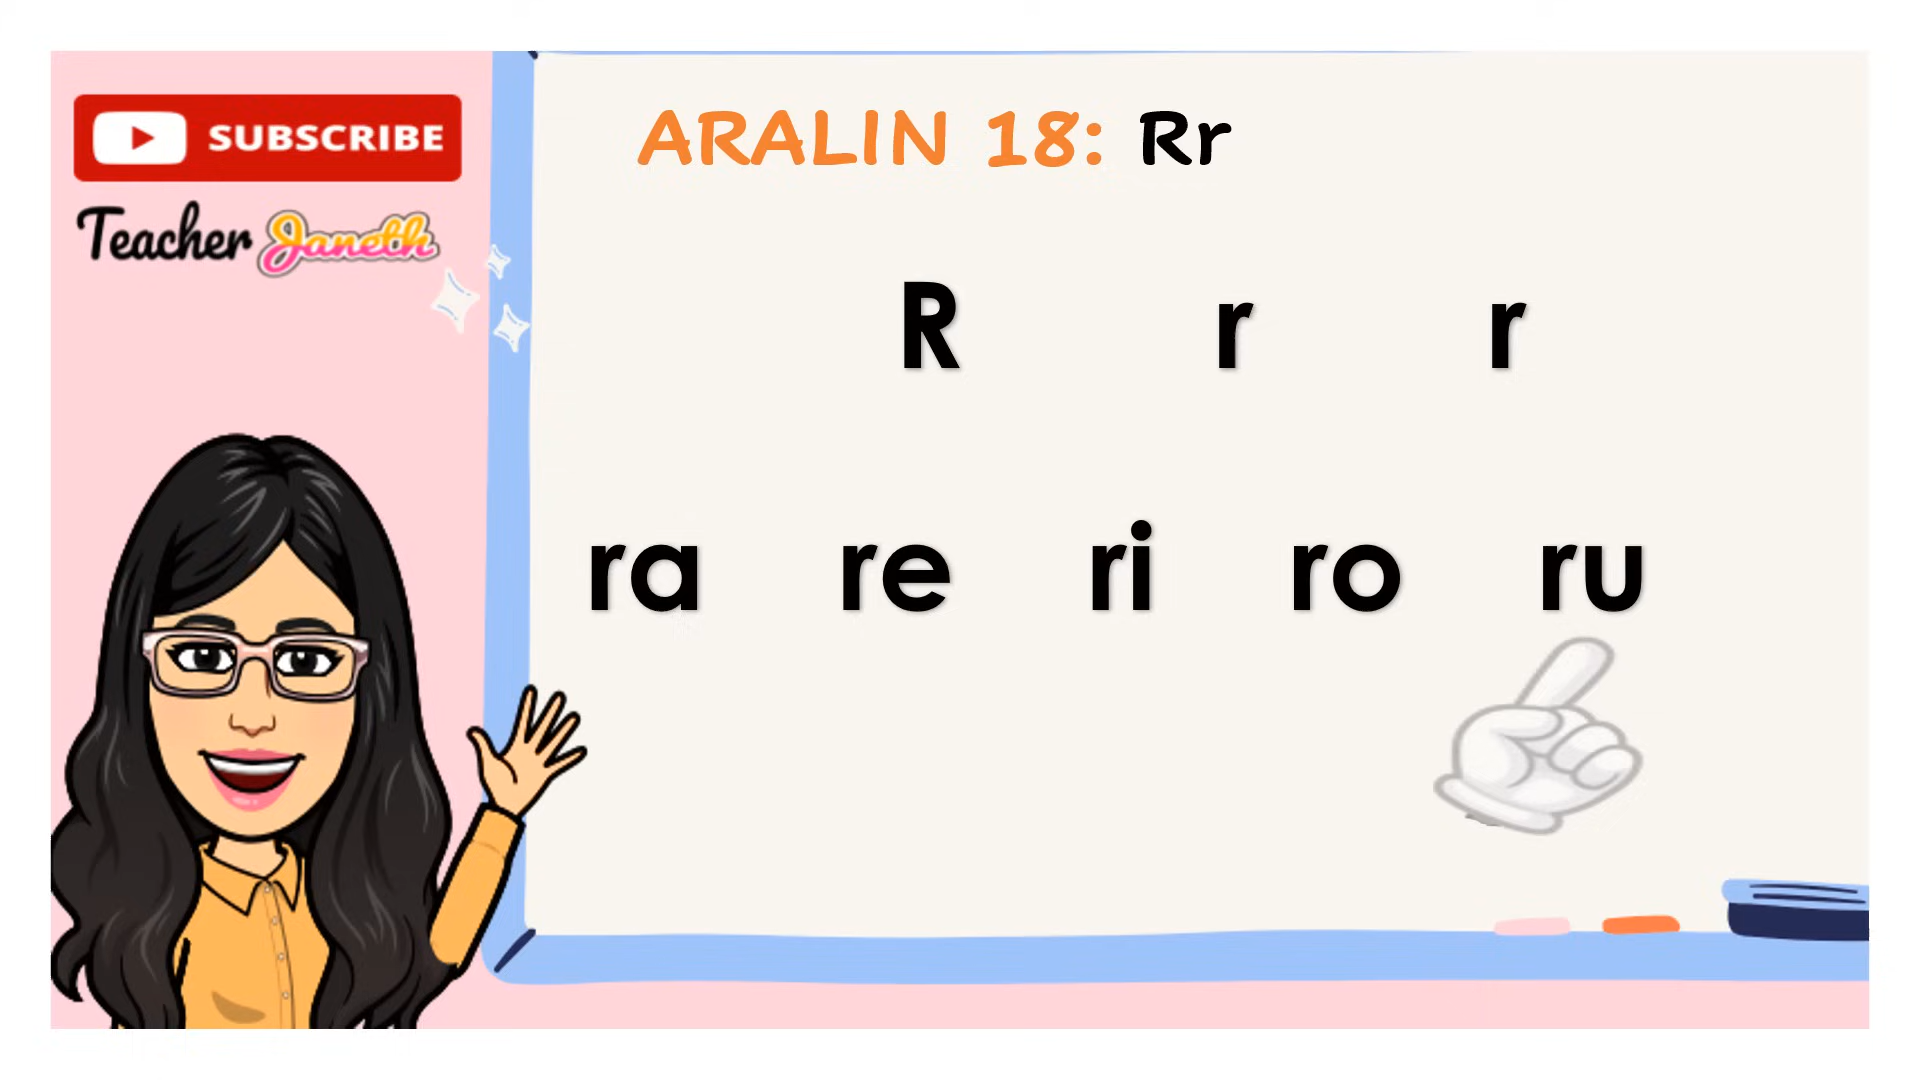 SUBSCRIBE
Teacher Janeth
ARALIN 18: Rr
R r r
ra re ri ro ru